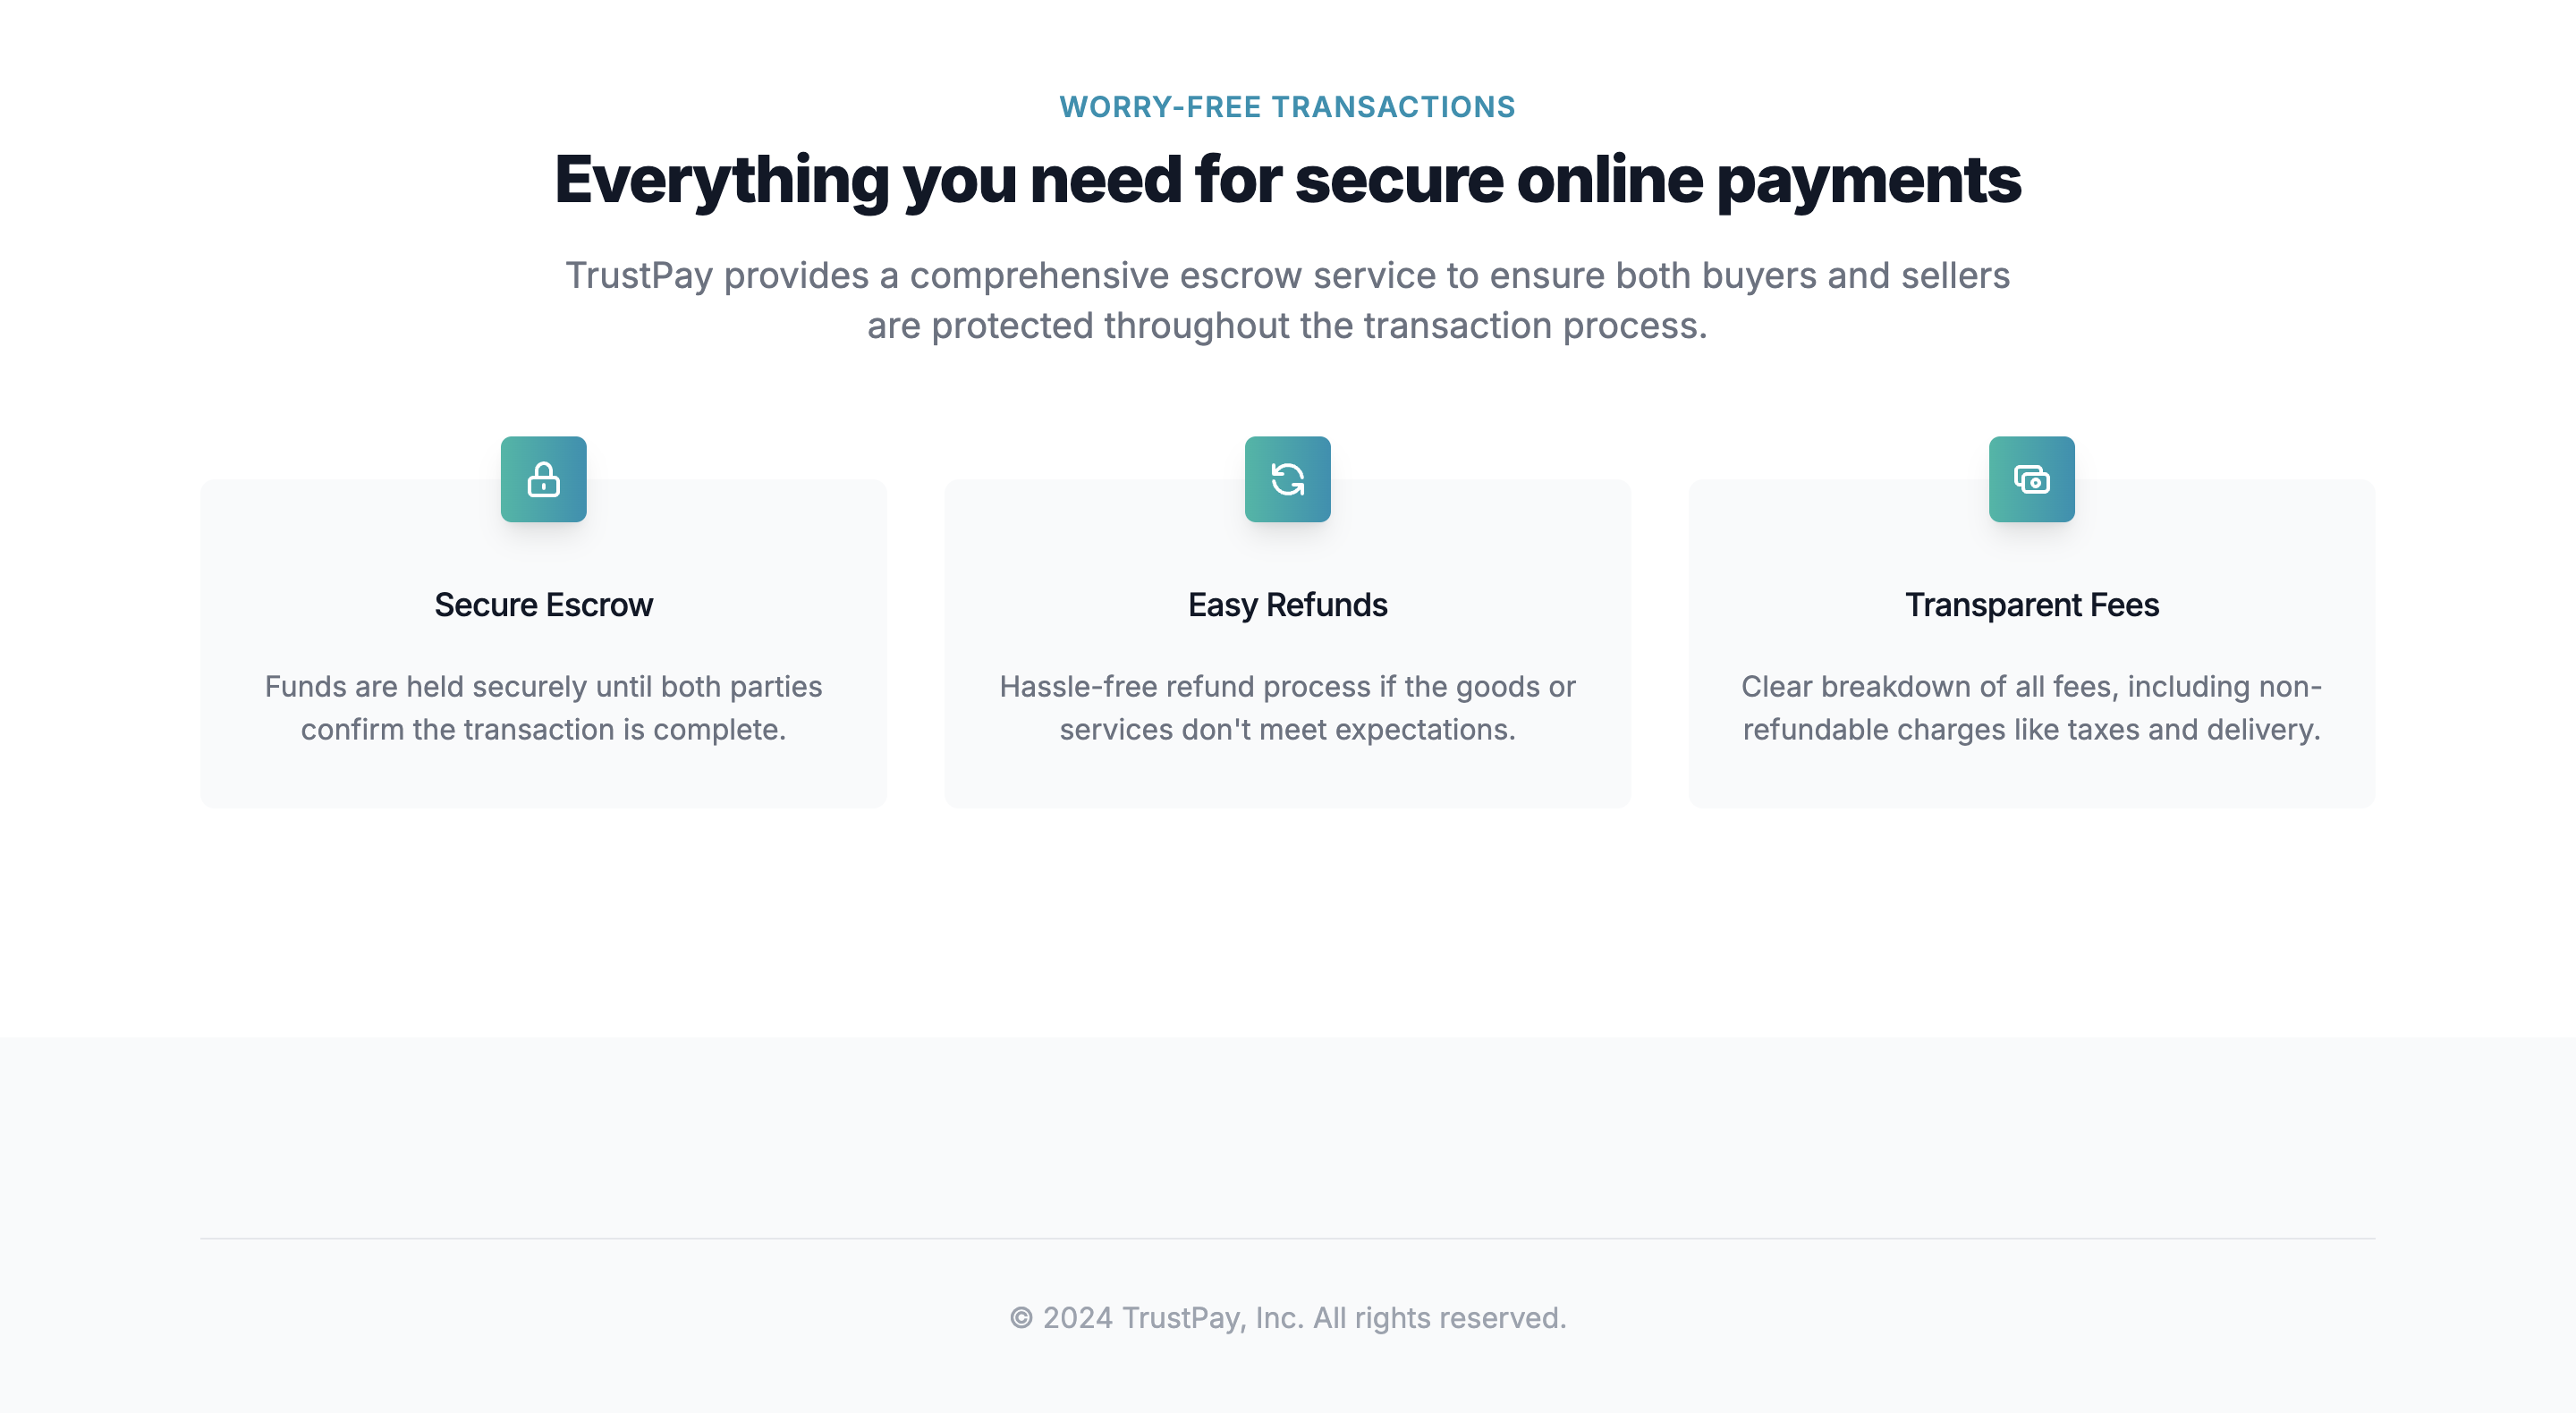 WORRY-FREE TRANSACTIONS
Everything you need for secure online payments
TrustPay provides a comprehensive escrow service to ensure both buyers and sellers
are protected throughout the transaction process.
Secure Escrow
Funds are held securely until both parties
confirm the transaction is complete.
Easy Refunds
Hassle-free refund process if the goods or
services don't meet expectations.
Transparent Fees
Clear breakdown of all fees, including non-
refundable charges like taxes and delivery.
© 2024 TrustPay, Inc. All rights reserved.